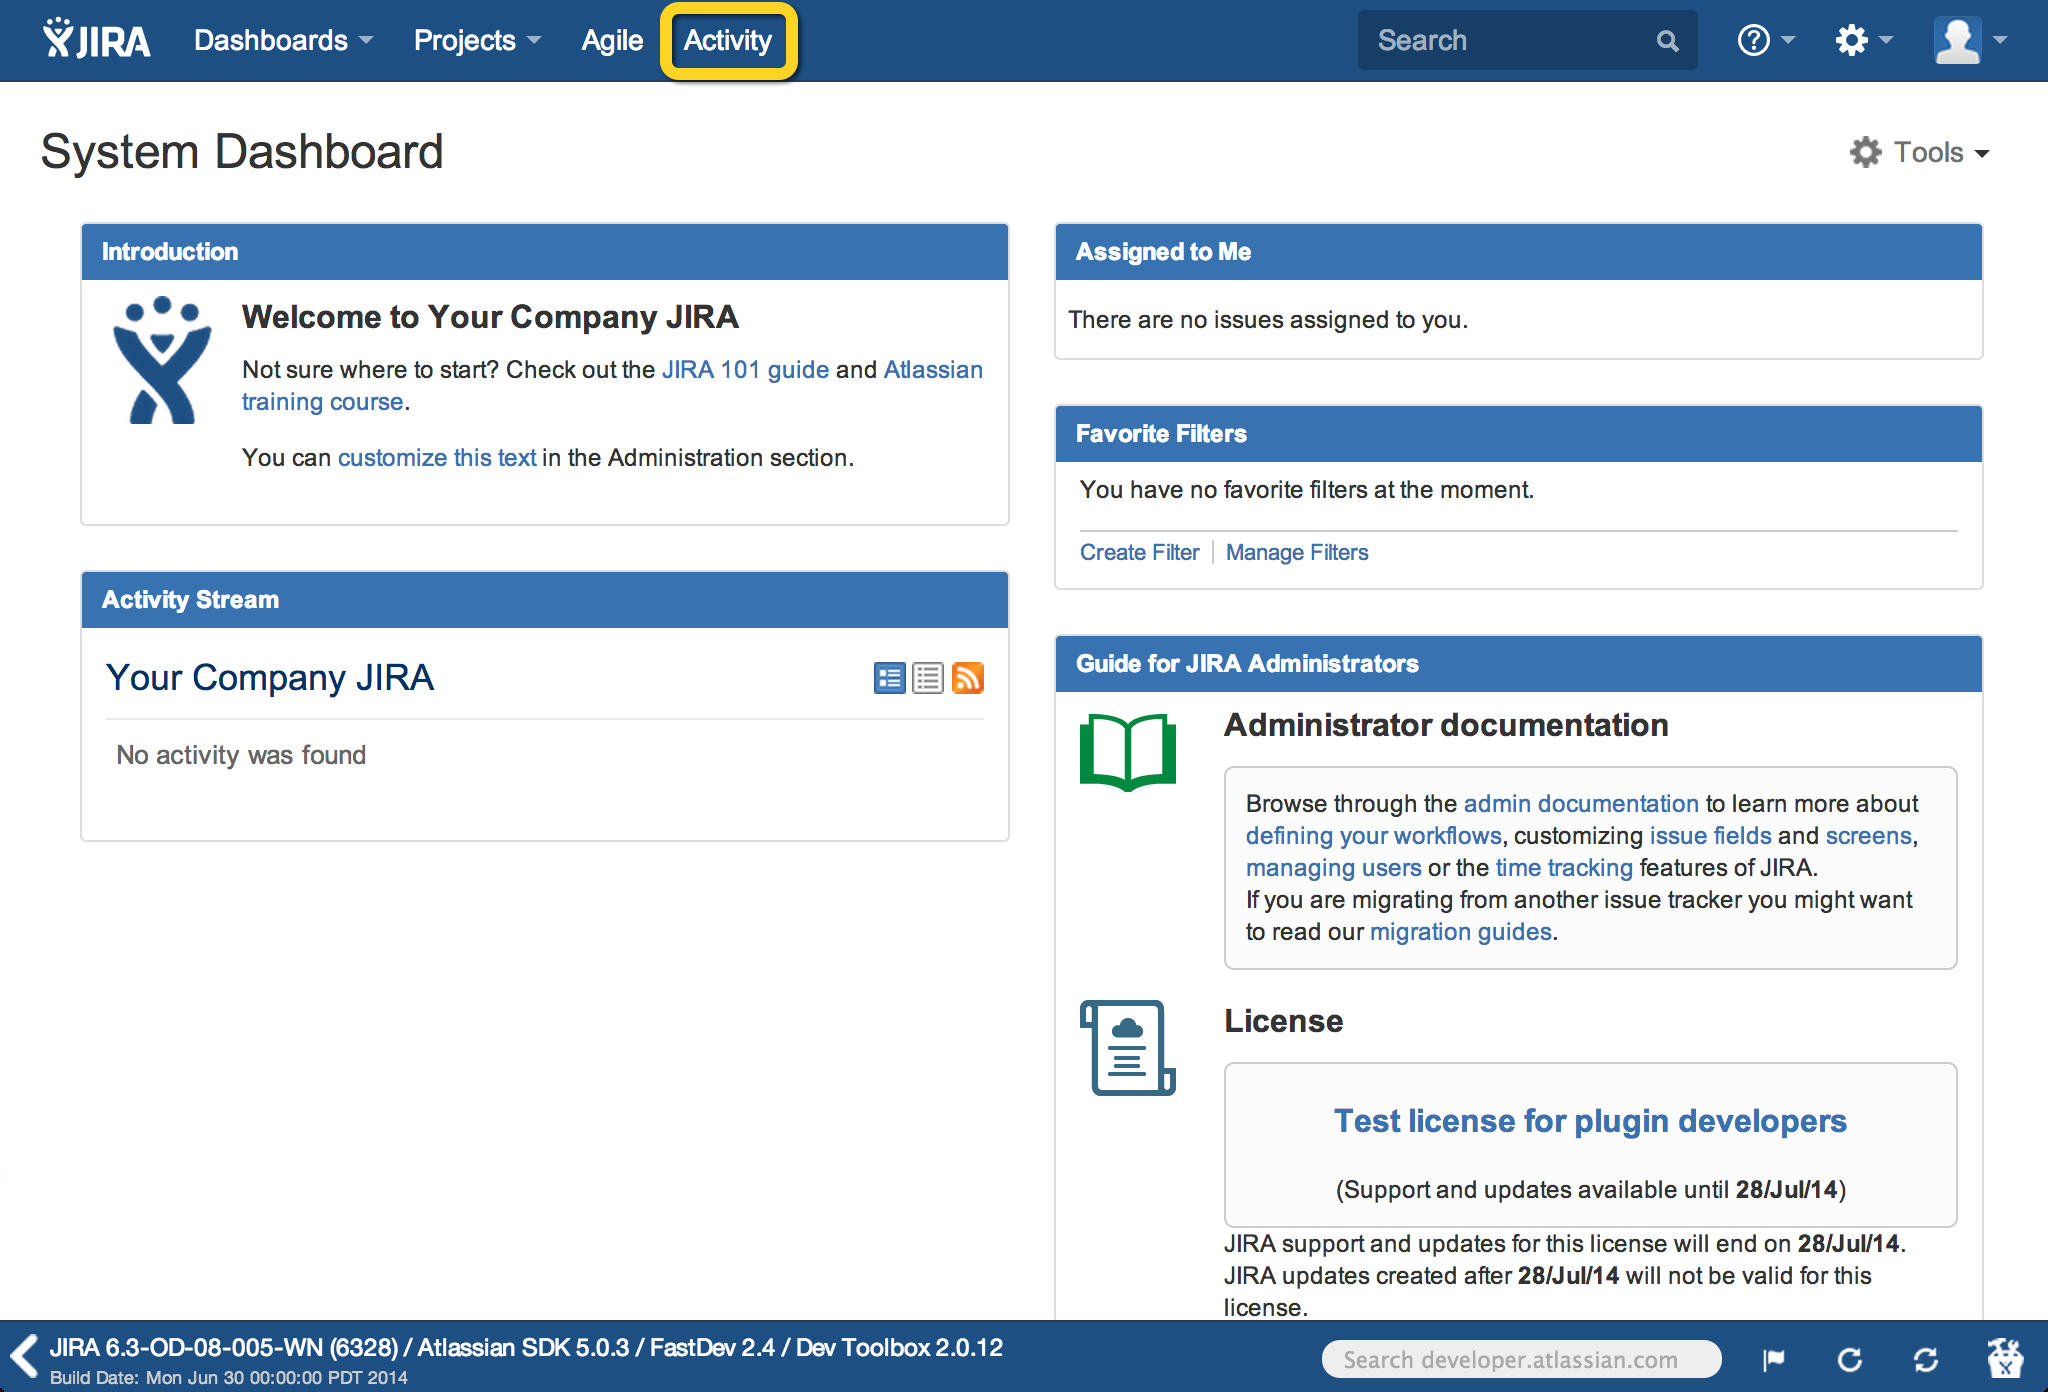 JIRA Dashboards Projects Agile Activity Search
System Dashboard
Tools
Introduction
Welcome to Your Company JIRA
Not sure where to start? Check out the JIRA 101 guide and Atlassian
training course.
You can customize this text in the Administration section.
Activity Stream
Your Company JIRA
No activity was found
Assigned to Me
There are no issues assigned to you.
Favorite Filters
You have no favorite filters at the moment.
Create Filter Manage Filters
Guide for JIRA Administrators
Administrator documentation
Browse through the admin documentation to learn more about
defining your workflows, customizing issue fields and screens,
managing users or the time tracking features of JIRA.
If you are migrating from another issue tracker you might want
to read our migration guides.
License
Test license for plugin developers
(Support and updates available until 28/Jul/14)
JIRA support and updates for this license will end on 28/Jul/14.
JIRA updates created after 28/Jul/14 will not be valid for this
license.
JIRA 6.3-OD-08-005-WN (6328) / Atlassian SDK 5.0.3 / FastDev 2.4 / Dev Toolbox 2.0.12
Build Date: Mon Jun 30 00:00:00 PDT 2014
Search developer.atlassian.com